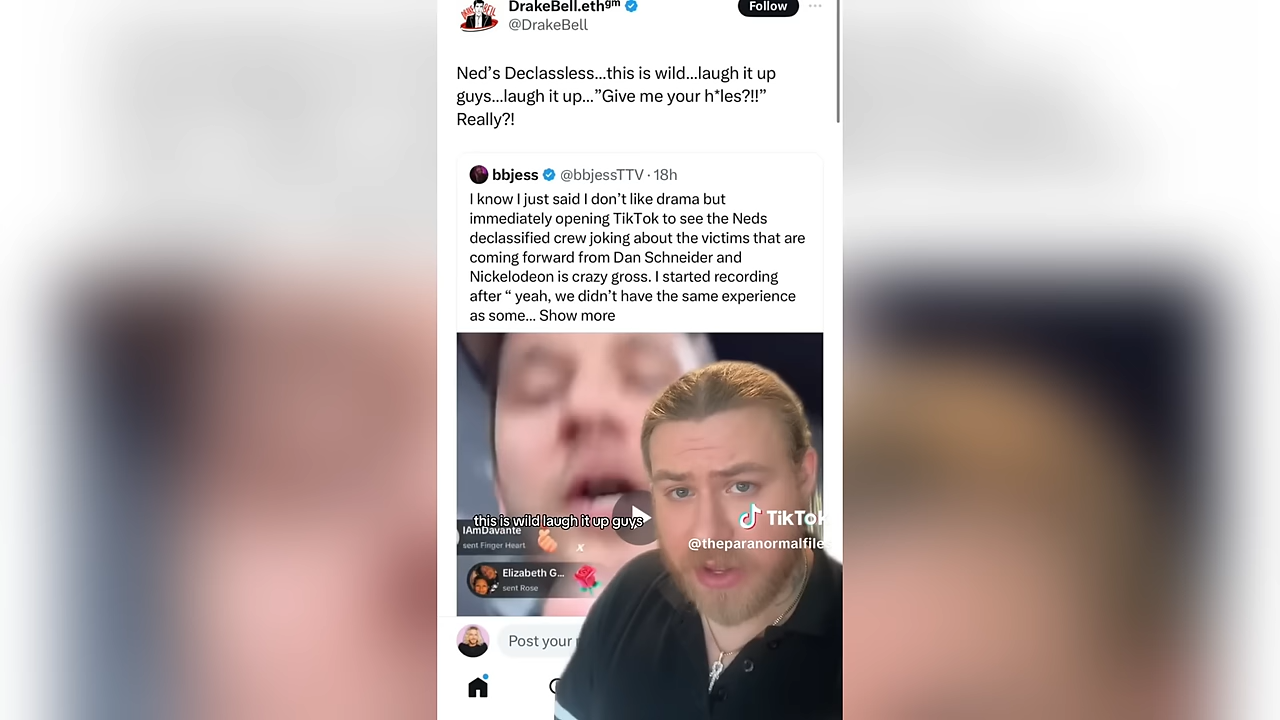 DrakeBell.ethᵍᵐ
@DrakeBell
Follow
Ned’s Declassless...this is wild...laugh it up
guys...laugh it up...”Give me your h*les?!!”
Really?!
bbjess @bbjessTTV · 18h
I know I just said I don’t like drama but
immediately opening TikTok to see the Neds
declassified crew joking about the victims that are
coming forward from Dan Schneider and
Nickelodeon is crazy gross. I started recording
after “ yeah, we didn’t have the same experience
as some... Show more
this is wild laugh it up guys
IAmDavante
sent Finger Heart
x
Elizabeth G...
sent Rose
TikTok
@theparanormalfile
Post your